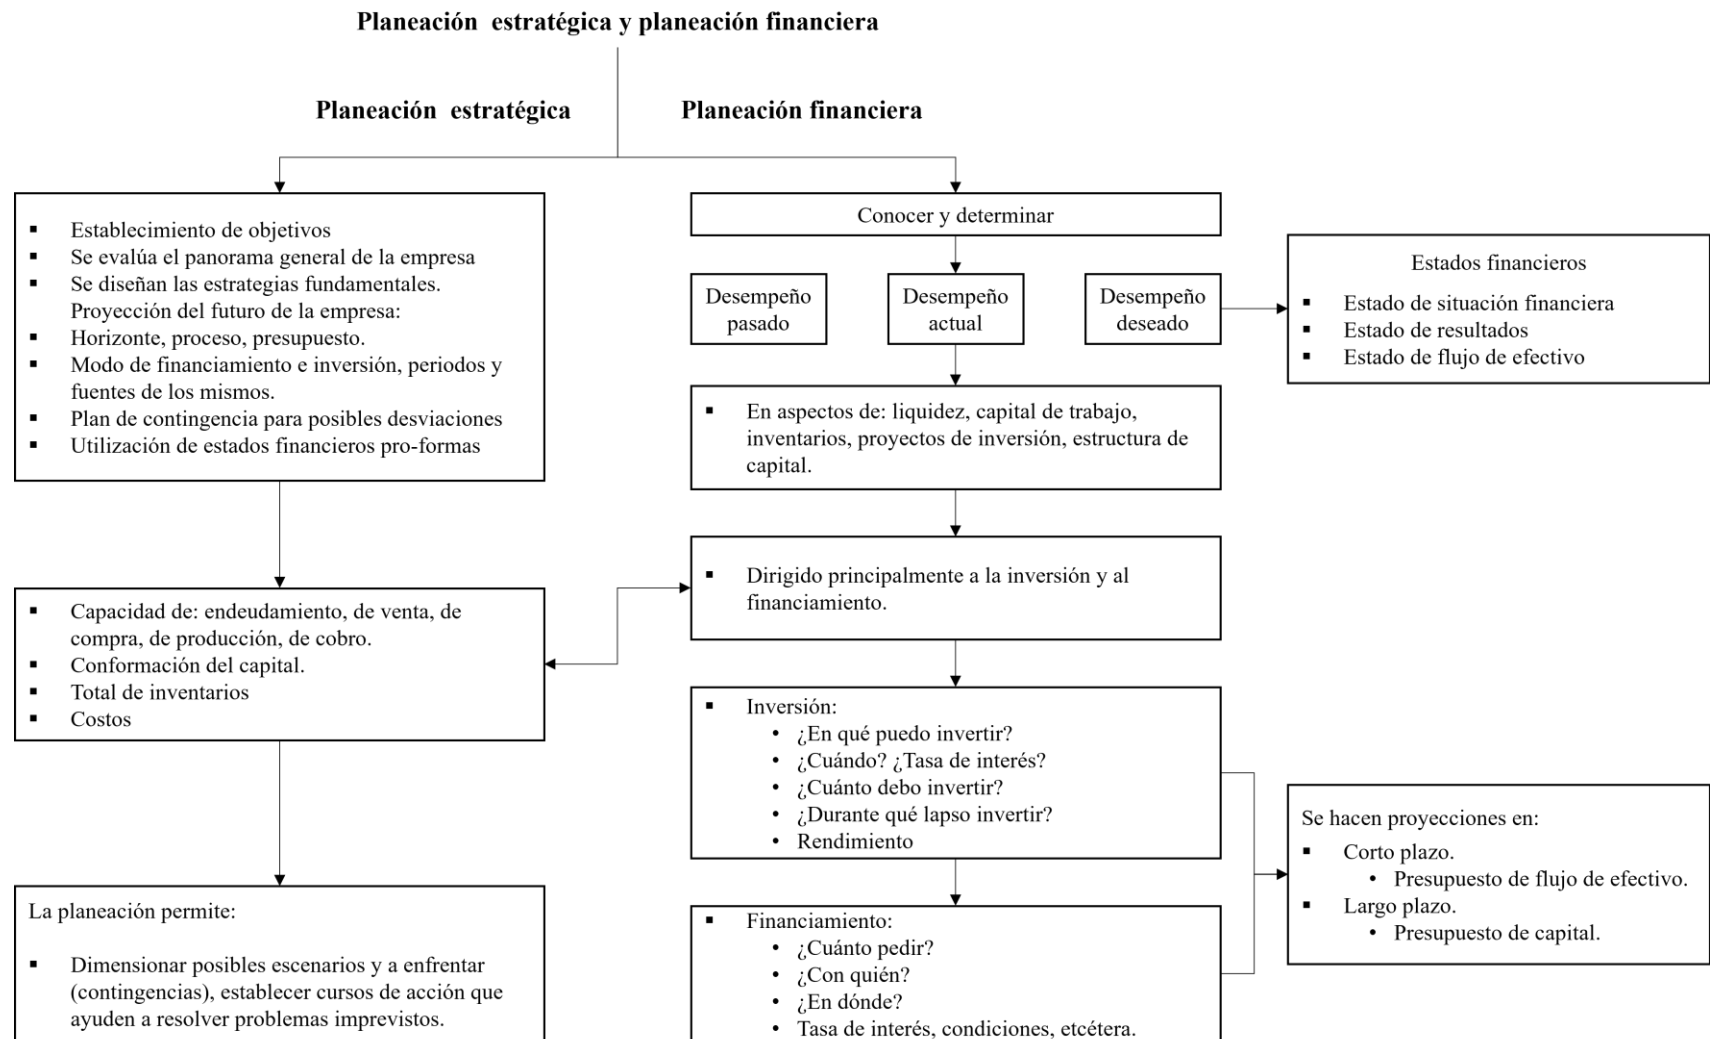 Planeación estratégica y planeación financiera
Planeación estratégica
Planeación financiera
▪ Establecimiento de objetivos
▪ Se evalúa el panorama general de la empresa
▪ Se diseñan las estrategias fundamentales.
Proyección del futuro de la empresa:
▪ Horizonte, proceso, presupuesto.
▪ Modo de financiamiento e inversión, periodos y
fuentes de los mismos.
▪ Plan de contingencia para posibles desviaciones
▪ Utilización de estados financieros pro-formas
▪ Capacidad de: endeudamiento, de venta, de
compra, de producción, de cobro.
▪ Conformación del capital.
▪ Total de inventarios
▪ Costos
La planeación permite:
▪ Dimensionar posibles escenarios y a enfrentar
(contingencias), establecer cursos de acción que
ayuden a resolver problemas imprevistos.
Conocer y determinar
Desempeño
pasado
Desempeño
actual
Desempeño
deseado
Estados financieros
▪ Estado de situación financiera
▪ Estado de resultados
▪ Estado de flujo de efectivo
▪ En aspectos de: liquidez, capital de trabajo,
inventarios, proyectos de inversión, estructura de
capital.
▪ Dirigido principalmente a la inversión y al
financiamiento.
▪ Inversión:
• ¿En qué puedo invertir?
• ¿Cuándo? ¿Tasa de interés?
• ¿Cuánto debo invertir?
• ¿Durante qué lapso invertir?
• Rendimiento
▪ Financiamiento:
• ¿Cuánto pedir?
• ¿Con quién?
• ¿En dónde?
• Tasa de interés, condiciones, etcétera.
Se hacen proyecciones en:
▪ Corto plazo.
• Presupuesto de flujo de efectivo.
▪ Largo plazo.
• Presupuesto de capital.